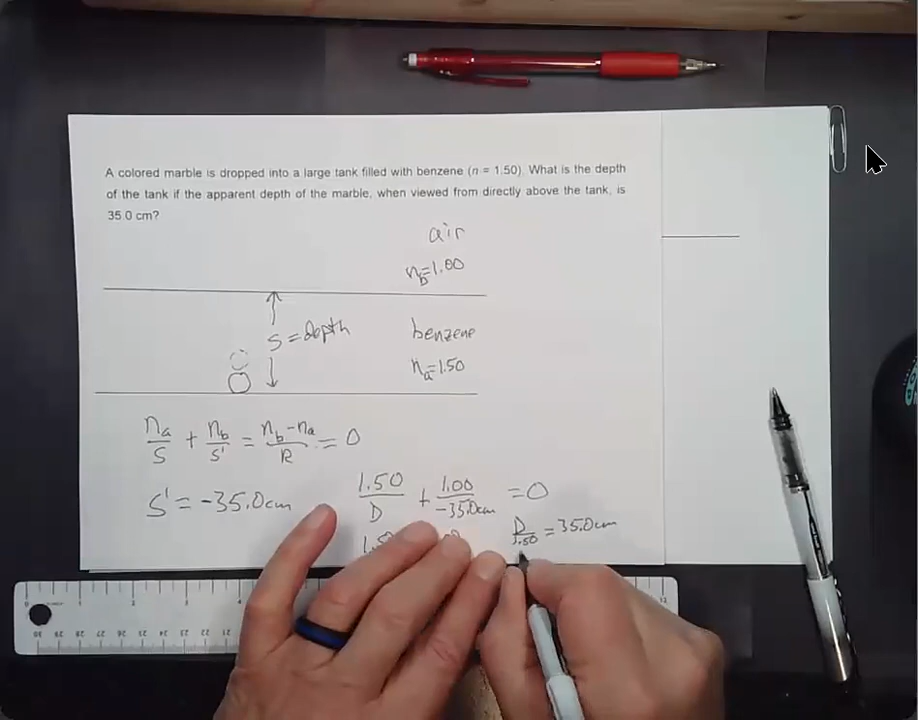 A colored marble is dropped into a large tank filled with benzene (n = 1.50). What is the depth
of the tank if the apparent depth of the marble, when viewed from directly above the tank, is
35.0 cm?
air
n_b=1.00
s = depth
benzene
n_a=1.50
n_a/s + n_b/s' = (n_b-n_a)/R = 0
s' = -35.0cm
1.50/D + 1.00/-35.0cm = 0
D/1.50 = 35.0cm